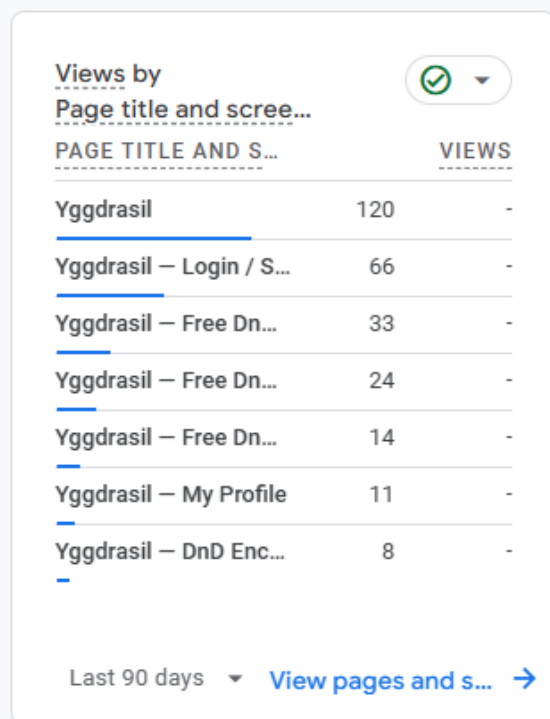 Views by
Page title and scree...
PAGE TITLE AND S... VIEWS
Yggdrasil 120 -
Yggdrasil — Login / S... 66 -
Yggdrasil — Free Dn... 33 -
Yggdrasil — Free Dn... 24 -
Yggdrasil — Free Dn... 14 -
Yggdrasil — My Profile 11 -
Yggdrasil — DnD Enc... 8 -
Last 90 days View pages and s...